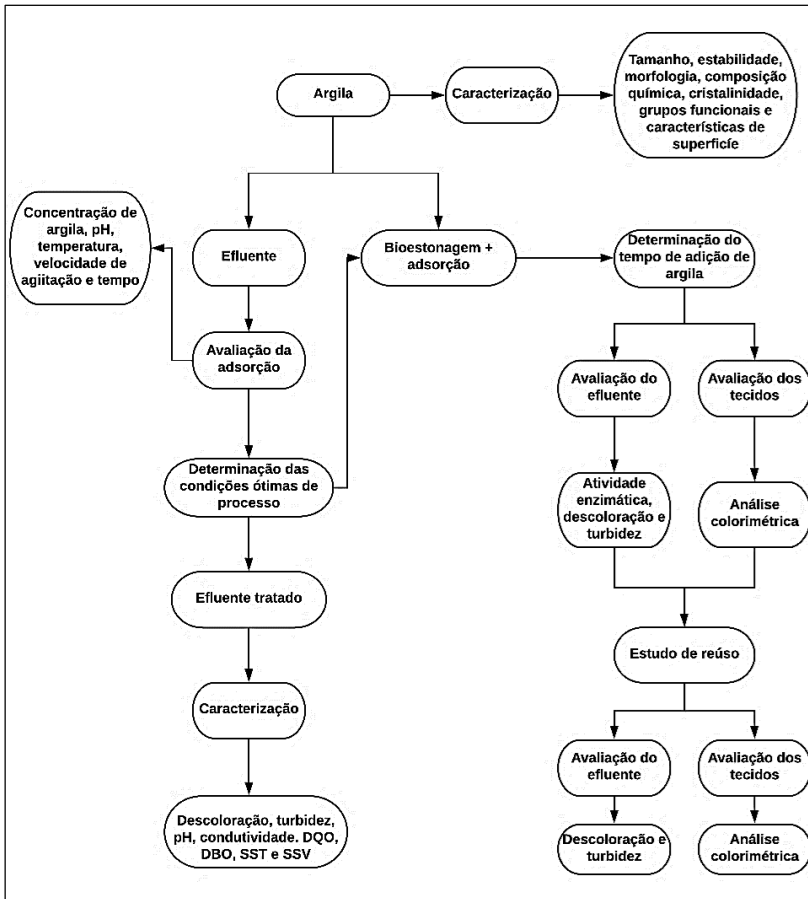 Argila
Caracterização
Tamanho, estabilidade,
morfologia, composição
química, cristalinidade,
grupos funcionais e
características de
superficíe
Concentração de
argila, pH,
temperatura,
velocidade de
agiitação e tempo
Efluente
Bioestonagem +
adsorção
Determinação do
tempo de adição de
argila
Avaliação da
adsorção
Avaliação do
efluente
Avaliação dos
tecidos
Determinação das
condições ótimas de
processo
Atividade
enzimática,
descoloração e
turbidez
Análise
colorimétrica
Efluente tratado
Estudo de reúso
Caracterização
Avaliação do
efluente
Avaliação dos
tecidos
Descoloração, turbidez,
pH, condutividade. DQO,
DBO, SST e SSV
Descoloração e
turbidez
Análise
colorimétrica